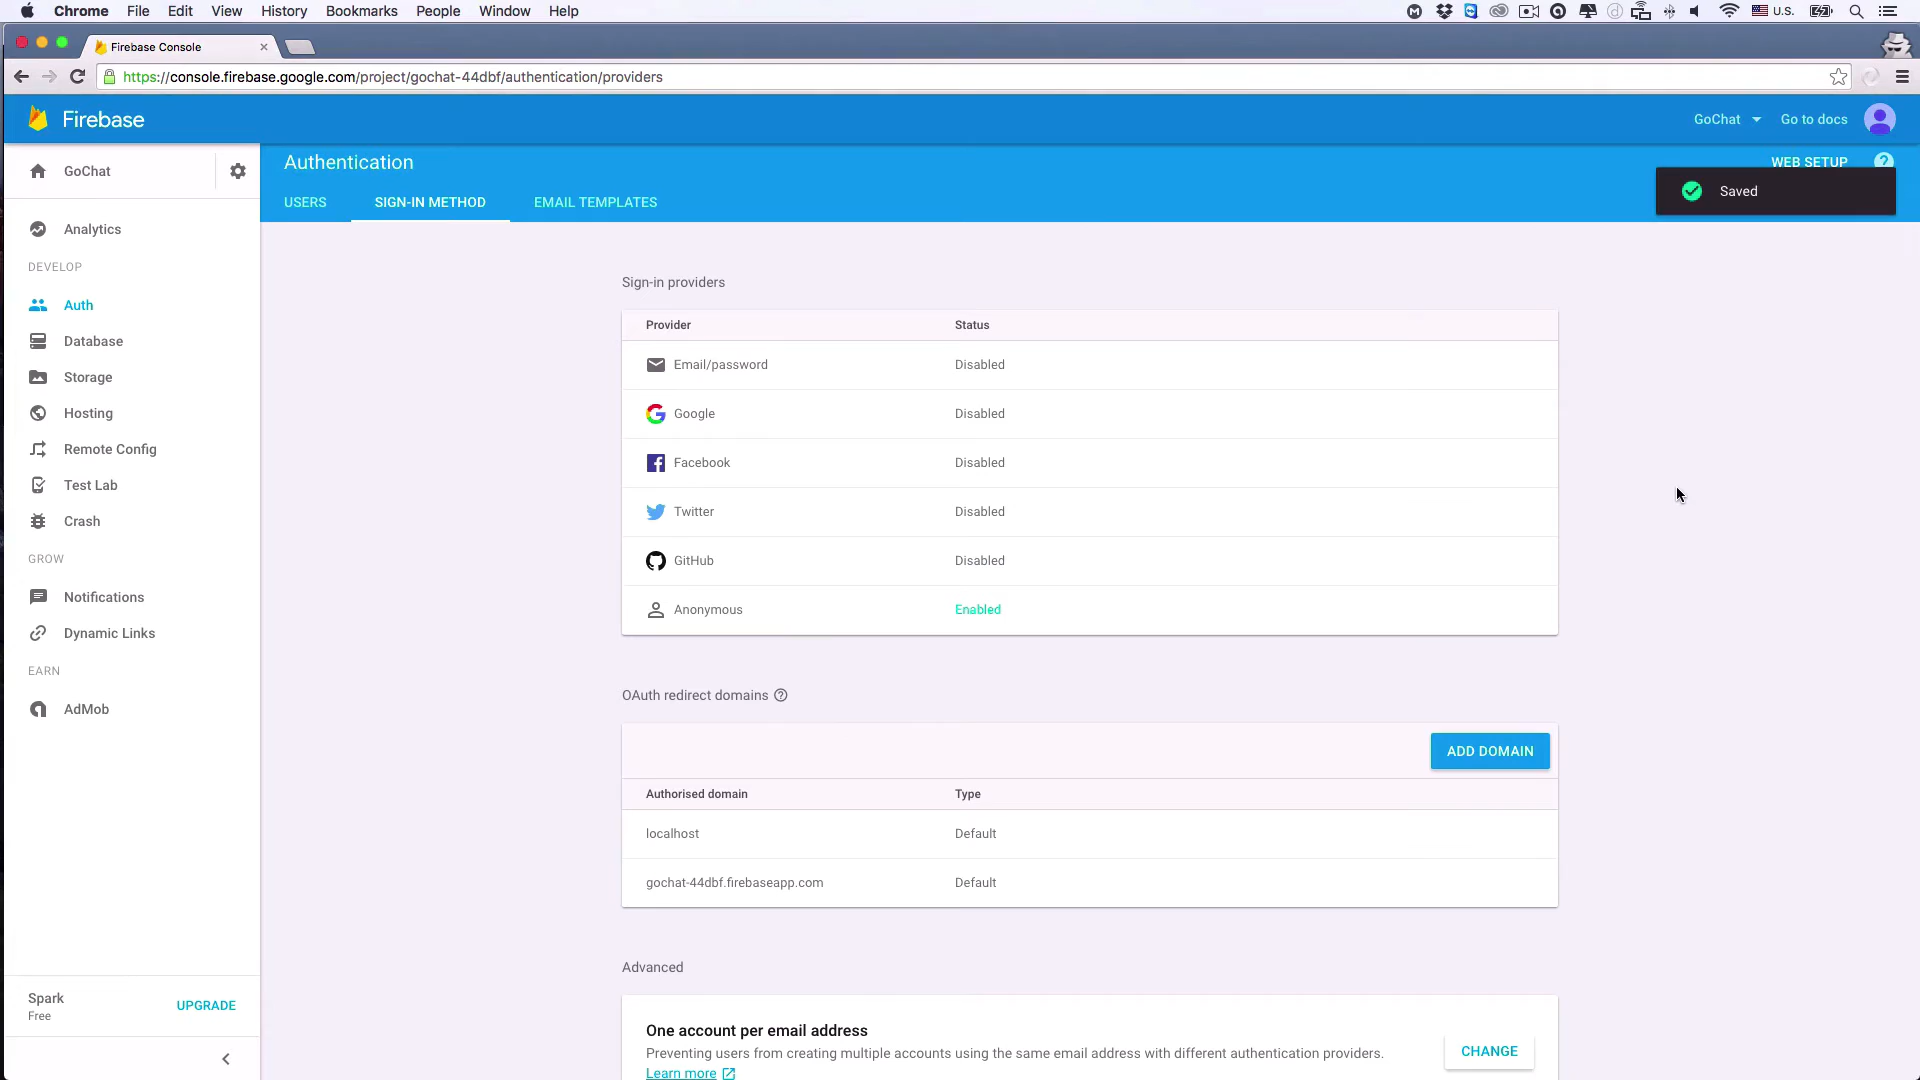 Chrome File Edit View History Bookmarks People Window Help U.S.
Firebase Console
https://console.firebase.google.com/project/gochat-44dbf/authentication/providers
Firebase GoChat Go to docs
GoChat
Authentication WEB SETUP ?
Saved
USERS SIGN-IN METHOD EMAIL TEMPLATES
Analytics
DEVELOP
Auth
Database
Storage
Hosting
Remote Config
Test Lab
Crash
GROW
Notifications
Dynamic Links
EARN
AdMob
Spark
Free
UPGRADE
Sign-in providers
Provider Status
Email/password Disabled
Google Disabled
Facebook Disabled
Twitter Disabled
GitHub Disabled
Anonymous Enabled
OAuth redirect domains ?
ADD DOMAIN
Authorised domain Type
localhost Default
gochat-44dbf.firebaseapp.com Default
Advanced
One account per email address
Preventing users from creating multiple accounts using the same email address with different authentication providers.
Learn more
CHANGE